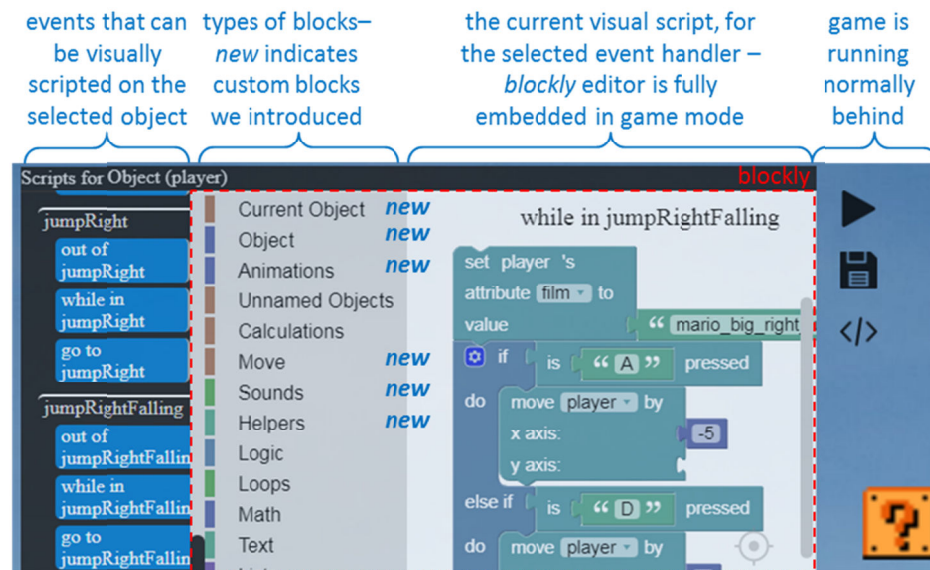 events that can
be visually
scripted on the
selected object
types of blocks–
new indicates
custom blocks
we introduced
the current visual script, for
the selected event handler –
blockly editor is fully
embedded in game mode
game is
running
normally
behind
Scripts for Object (player)
blockly
jumpRight
out of
jumpRight
while in
jumpRight
go to
jumpRight
jumpRightFalling
out of
jumpRightFallin
while in
jumpRightFallin
go to
jumpRightFallin
Current Object new
Object new
Animations new
Unnamed Objects
Calculations
Move new
Sounds new
Helpers new
Logic
Loops
Math
Text
while in jumpRightFalling
set player 's
attribute film to
value “ mario_big_right
if is “ A ” pressed
do move player by
x axis: -5
y axis:
else if is “ D ” pressed
do move player by